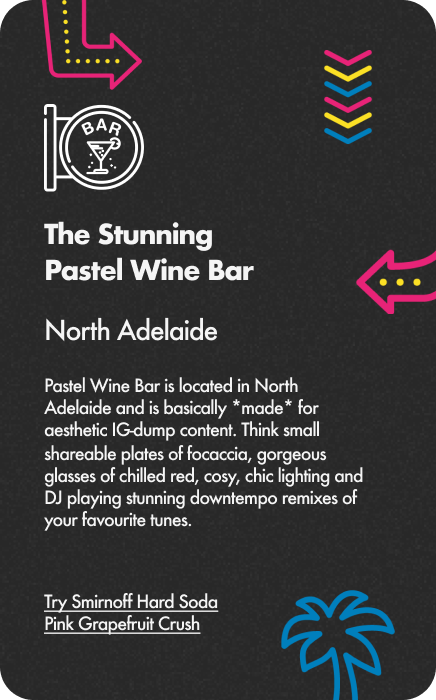 BAR
The Stunning
Pastel Wine Bar
North Adelaide
Pastel Wine Bar is located in North
Adelaide and is basically *made* for
aesthetic IG-dump content. Think small
shareable plates of focaccia, gorgeous
glasses of chilled red, cosy, chic lighting and
DJ playing stunning downtempo remixes of
your favourite tunes.
Try Smirnoff Hard Soda
Pink Grapefruit Crush